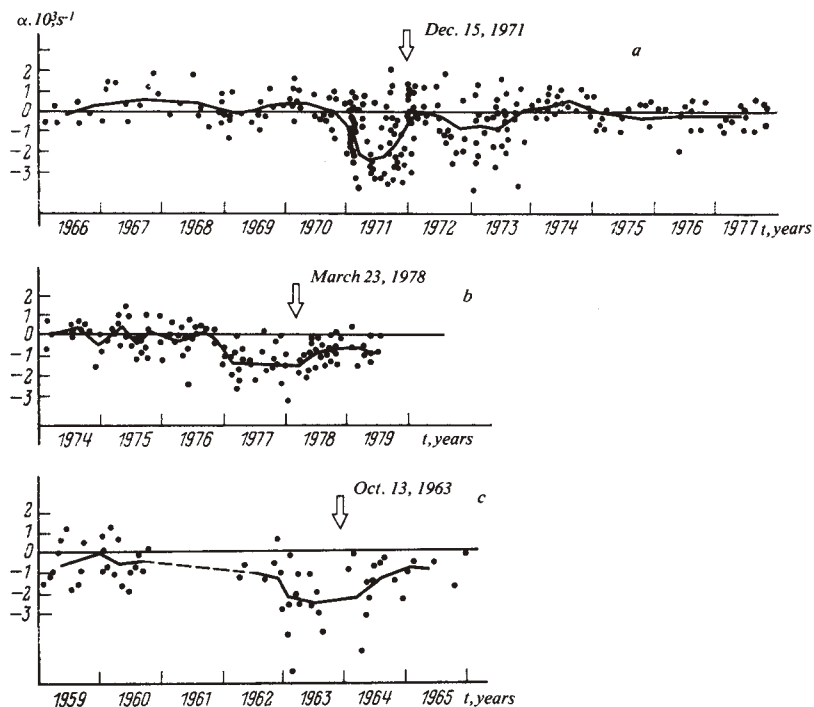 α.10³,s⁻¹
Dec. 15, 1971
a
2
1
0
−1
−2
−3
1966 1967 1968 1969 1970 1971 1972 1973 1974 1975 1976 1977 t, years
March 23, 1978
b
2
1
0
−1
−2
−3
1974 1975 1976 1977 1978 1979 t, years
Oct. 13, 1963
c
2
1
0
−1
−2
−3
1959 1960 1961 1962 1963 1964 1965 t, years